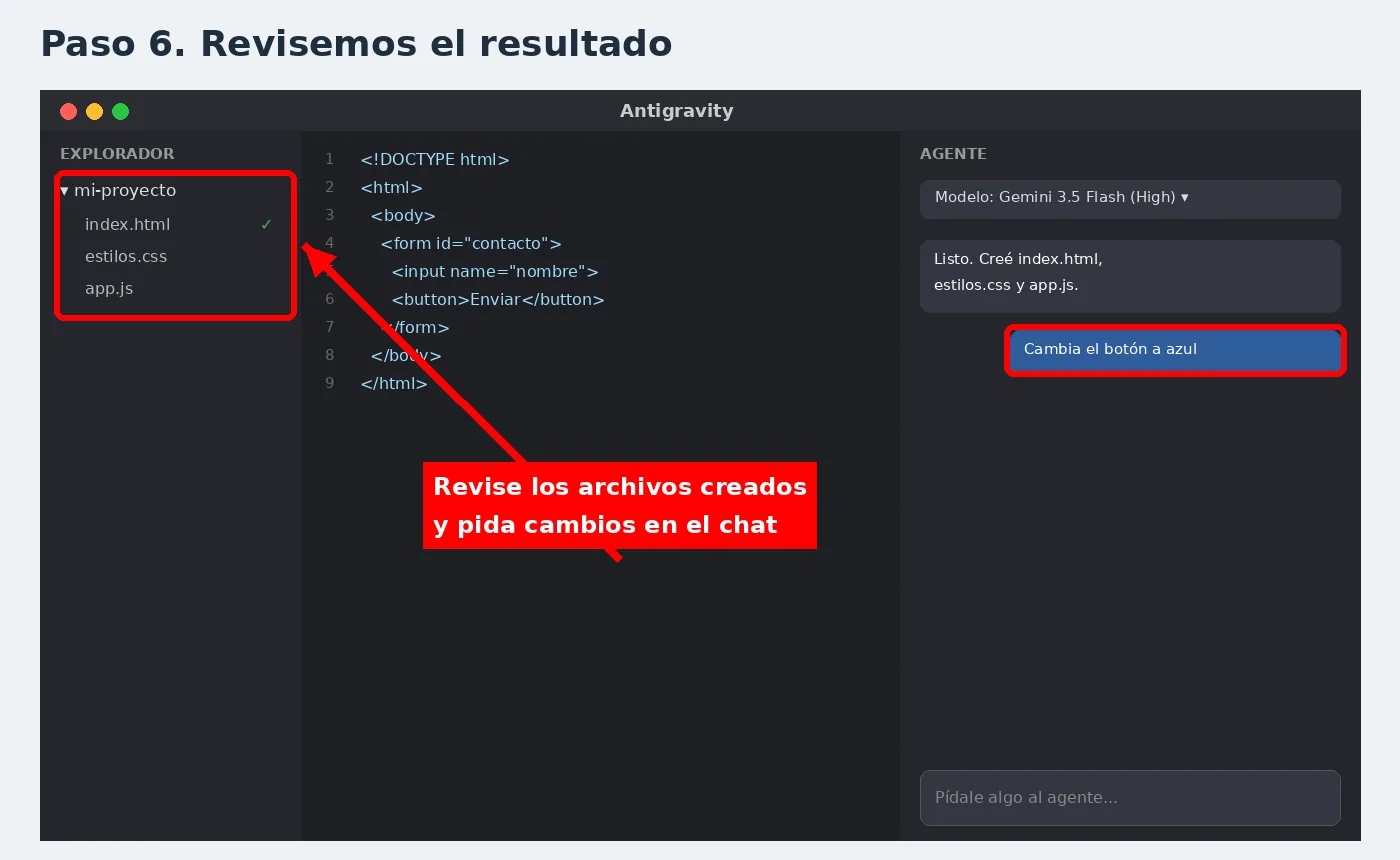 Paso 6. Revisemos el resultado
Antigravity
EXPLORADOR
▾ mi-proyecto
index.html ✓
estilos.css
app.js
1 <!DOCTYPE html>
2 <html>
3 <body>
4 <form id="contacto">
<input name="nombre">
6 <button>Enviar</button>
7 </form>
8 </body>
9 </html>
Revise los archivos creados
y pida cambios en el chat
AGENTE
Modelo: Gemini 3.5 Flash (High) ▾
Listo. Creé index.html,
estilos.css y app.js.
Cambia el botón a azul
Pídale algo al agente...